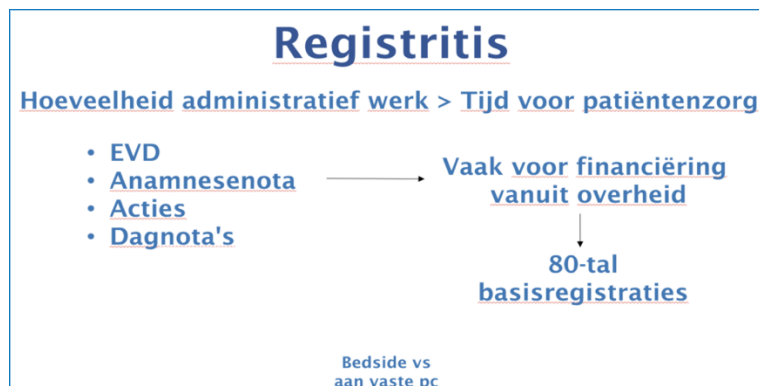 Registritis
Hoeveelheid administratief werk > Tijd voor patiëntenzorg
• EVD
• Anamnesenota
• Acties
• Dagnota's
Vaak voor financiëring
vanuit overheid
80-tal
basisregistraties
Bedside vs
aan vaste pc